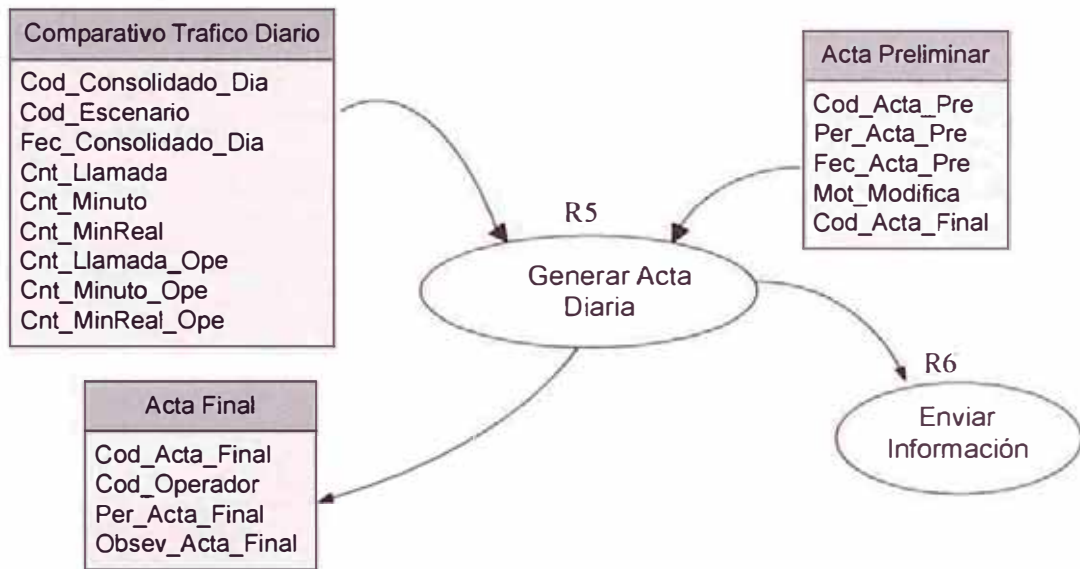 Comparativo Trafico Diario
Cod_Consolidado_Dia
Cod_Escenario
Fec_Consolidado_Dia
Cnt_Llamada
Cnt_Minuto
Cnt_MinReal
Cnt_Llamada_Ope
Cnt_Minuto_Ope
Cnt_MinReal_Ope
Acta Preliminar
Cod_Acta_Pre
Per_Acta_Pre
Fec_Acta_Pre
Mot_Modifica
Cod_Acta_Final
R5
Generar Acta
Diaria
R6
Enviar
Información
Acta Final
Cod_Acta_Final
Cod_Operador
Per_Acta_Final
Obsev_Acta_Final